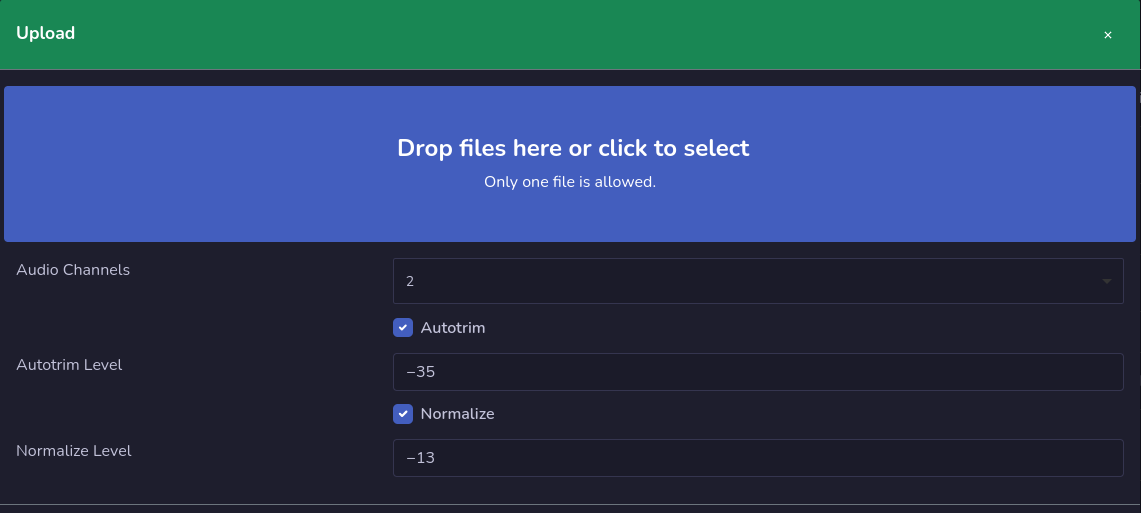 Upload ×
Drop files here or click to select
Only one file is allowed.
Audio Channels 2
Autotrim
Autotrim Level −35
Normalize
Normalize Level −13